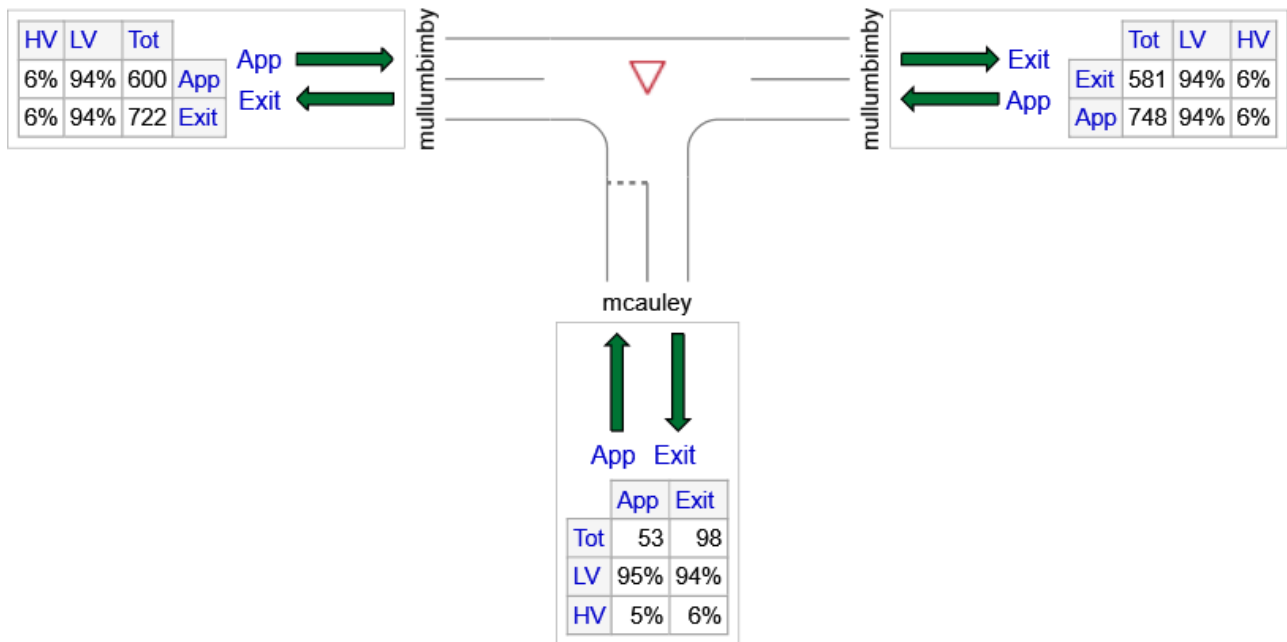 HV LV Tot
6% 94% 600 App
6% 94% 722 Exit
App
Exit
mullumbimby
mullumbimby
Exit
App
Tot LV HV
Exit 581 94% 6%
App 748 94% 6%
mcauley
App Exit
App Exit
Tot 53 98
LV 95% 94%
HV 5% 6%